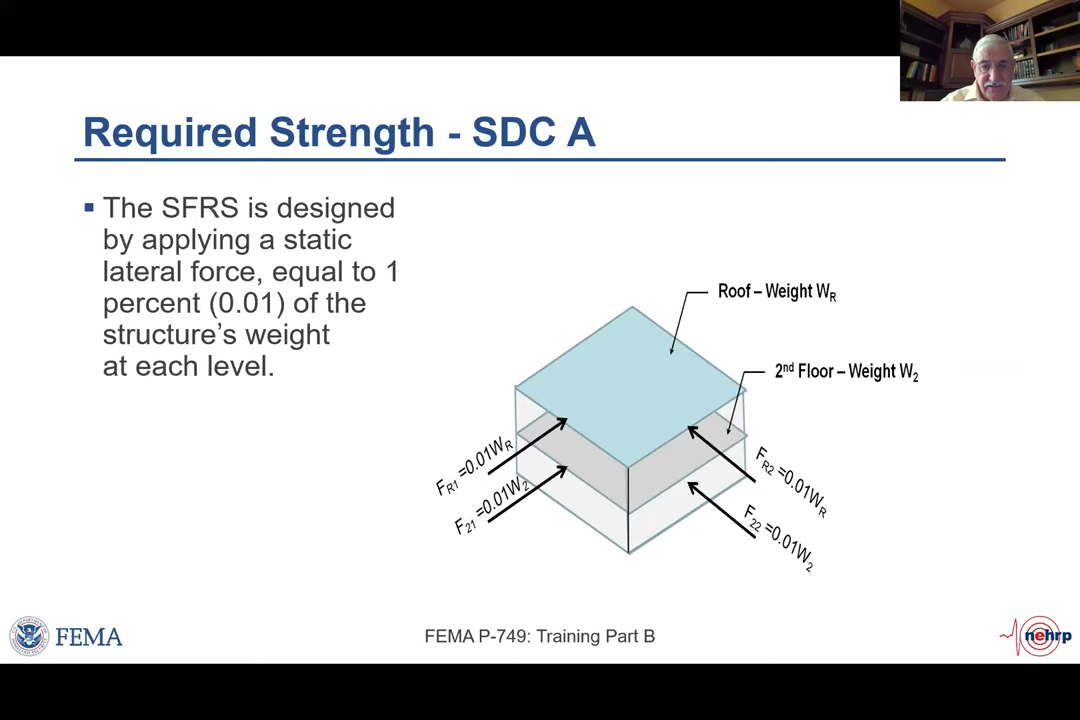 Required Strength - SDC A
▪ The SFRS is designed
by applying a static
lateral force, equal to 1
percent (0.01) of the
structure's weight
at each level.
Roof – Weight WR
2nd Floor – Weight W2
FR1 =0.01WR
F21 =0.01W2
FR2 =0.01WR
F22 =0.01W2
FEMA
FEMA P-749: Training Part B
nehrp